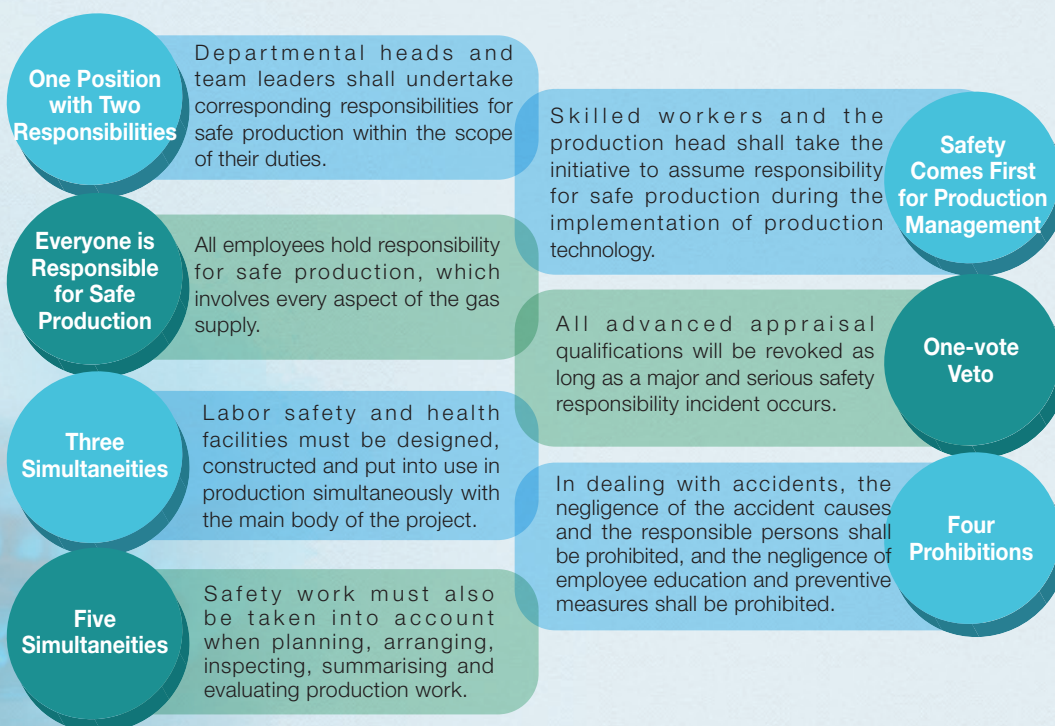 One Position
with Two
Responsibilities
Departmental heads and
team leaders shall undertake
corresponding responsibilities for
safe production within the scope
of their duties.
Skilled workers and the
production head shall take the
initiative to assume responsibility
for safe production during the
implementation of production
technology.
Safety
Comes First
for Production
Management
Everyone is
Responsible
for Safe
Production
All employees hold responsibility
for safe production, which
involves every aspect of the gas
supply.
All advanced appraisal
qualifications will be revoked as
long as a major and serious safety
responsibility incident occurs.
One-vote
Veto
Three
Simultaneities
Labor safety and health
facilities must be designed,
constructed and put into use in
production simultaneously with
the main body of the project.
In dealing with accidents, the
negligence of the accident causes
and the responsible persons shall
be prohibited, and the negligence of
employee education and preventive
measures shall be prohibited.
Four
Prohibitions
Five
Simultaneities
Safety work must also
be taken into account
when planning, arranging,
inspecting, summarising and
evaluating production work.